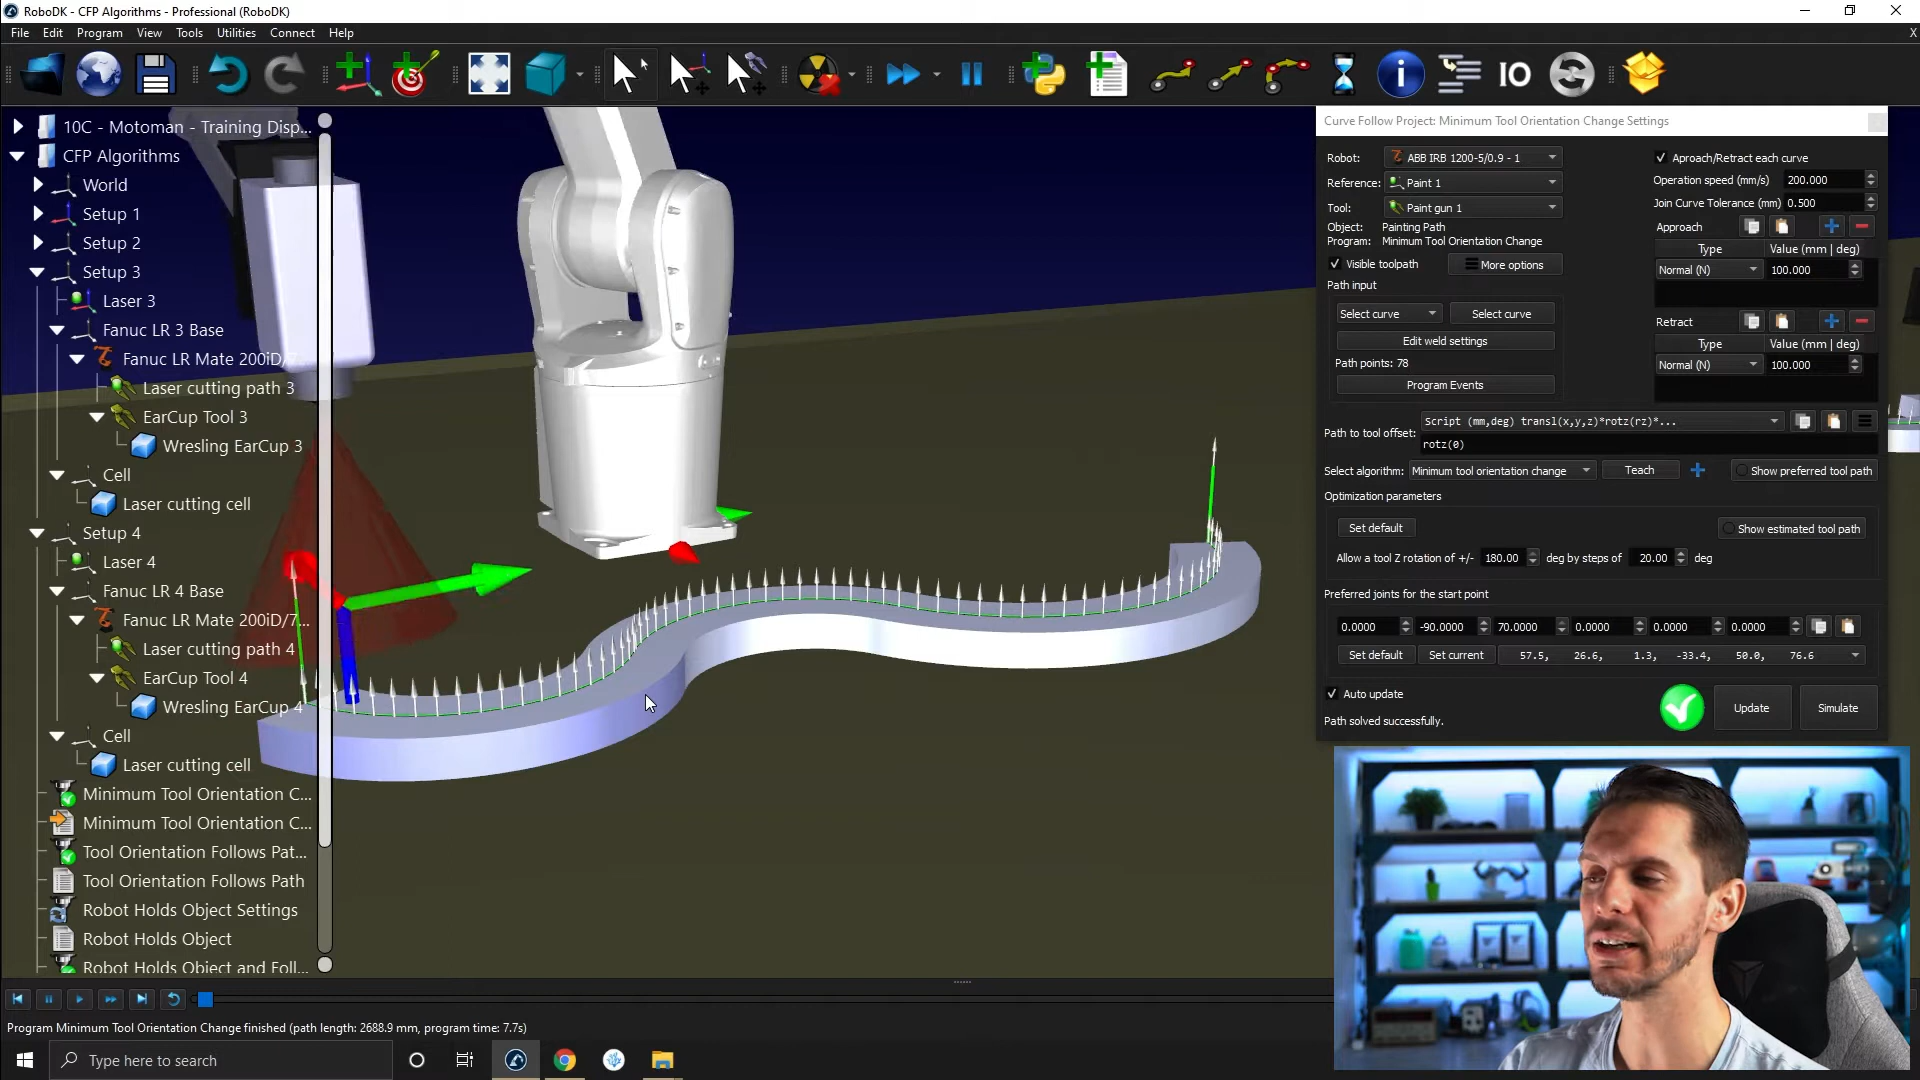 RoboDK - CFP Algorithms - Professional (RoboDK)
File Edit Program View Tools Utilities Connect Help X
IO
10C - Motoman - Training Disp...
CFP Algorithms
World
Setup 1
Setup 2
Setup 3
Laser 3
Fanuc LR 3 Base
Fanuc LR Mate 200iD/7...
Laser cutting path 3
EarCup Tool 3
Wresling EarCup 3
Cell
Laser cutting cell
Setup 4
Laser 4
Fanuc LR 4 Base
Fanuc LR Mate 200iD/7...
Laser cutting path 4
EarCup Tool 4
Wresling EarCup 4
Cell
Laser cutting cell
Minimum Tool Orientation C...
Minimum Tool Orientation C...
Tool Orientation Follows Pat...
Tool Orientation Follows Path
Robot Holds Object Settings
Robot Holds Object
Robot Holds Object and Foll...
Curve Follow Project: Minimum Tool Orientation Change Settings
Robot: ABB IRB 1200-5/0.9 - 1
Reference: Paint 1
Tool: Paint gun 1
Object: Painting Path
Program: Minimum Tool Orientation Change
Visible toolpath More options
Path input
Select curve Select curve
Edit weld settings
Path points: 78
Program Events
Aproach/Retract each curve
Operation speed (mm/s) 200.000
Join Curve Tolerance (mm) 0.500
Approach
Type Value (mm | deg)
Normal (N) 100.000
Retract
Type Value (mm | deg)
Normal (N) 100.000
Path to tool offset: Script (mm,deg) transl(x,y,z)*rotz(rz)*...
rotz(0)
Select algorithm: Minimum tool orientation change Teach Show preferred tool path
Optimization parameters
Set default Show estimated tool path
Allow a tool Z rotation of +/- 180.00 deg by steps of 20.00 deg
Preferred joints for the start point
0.0000 -90.0000 70.0000 0.0000 0.0000 0.0000
Set default Set current 57.5, 26.6, 1.3, -33.4, 50.0, 76.6
Auto update
Path solved successfully.
Update Simulate
Program Minimum Tool Orientation Change finished (path length: 2688.9 mm, program time: 7.7s)
Type here to search